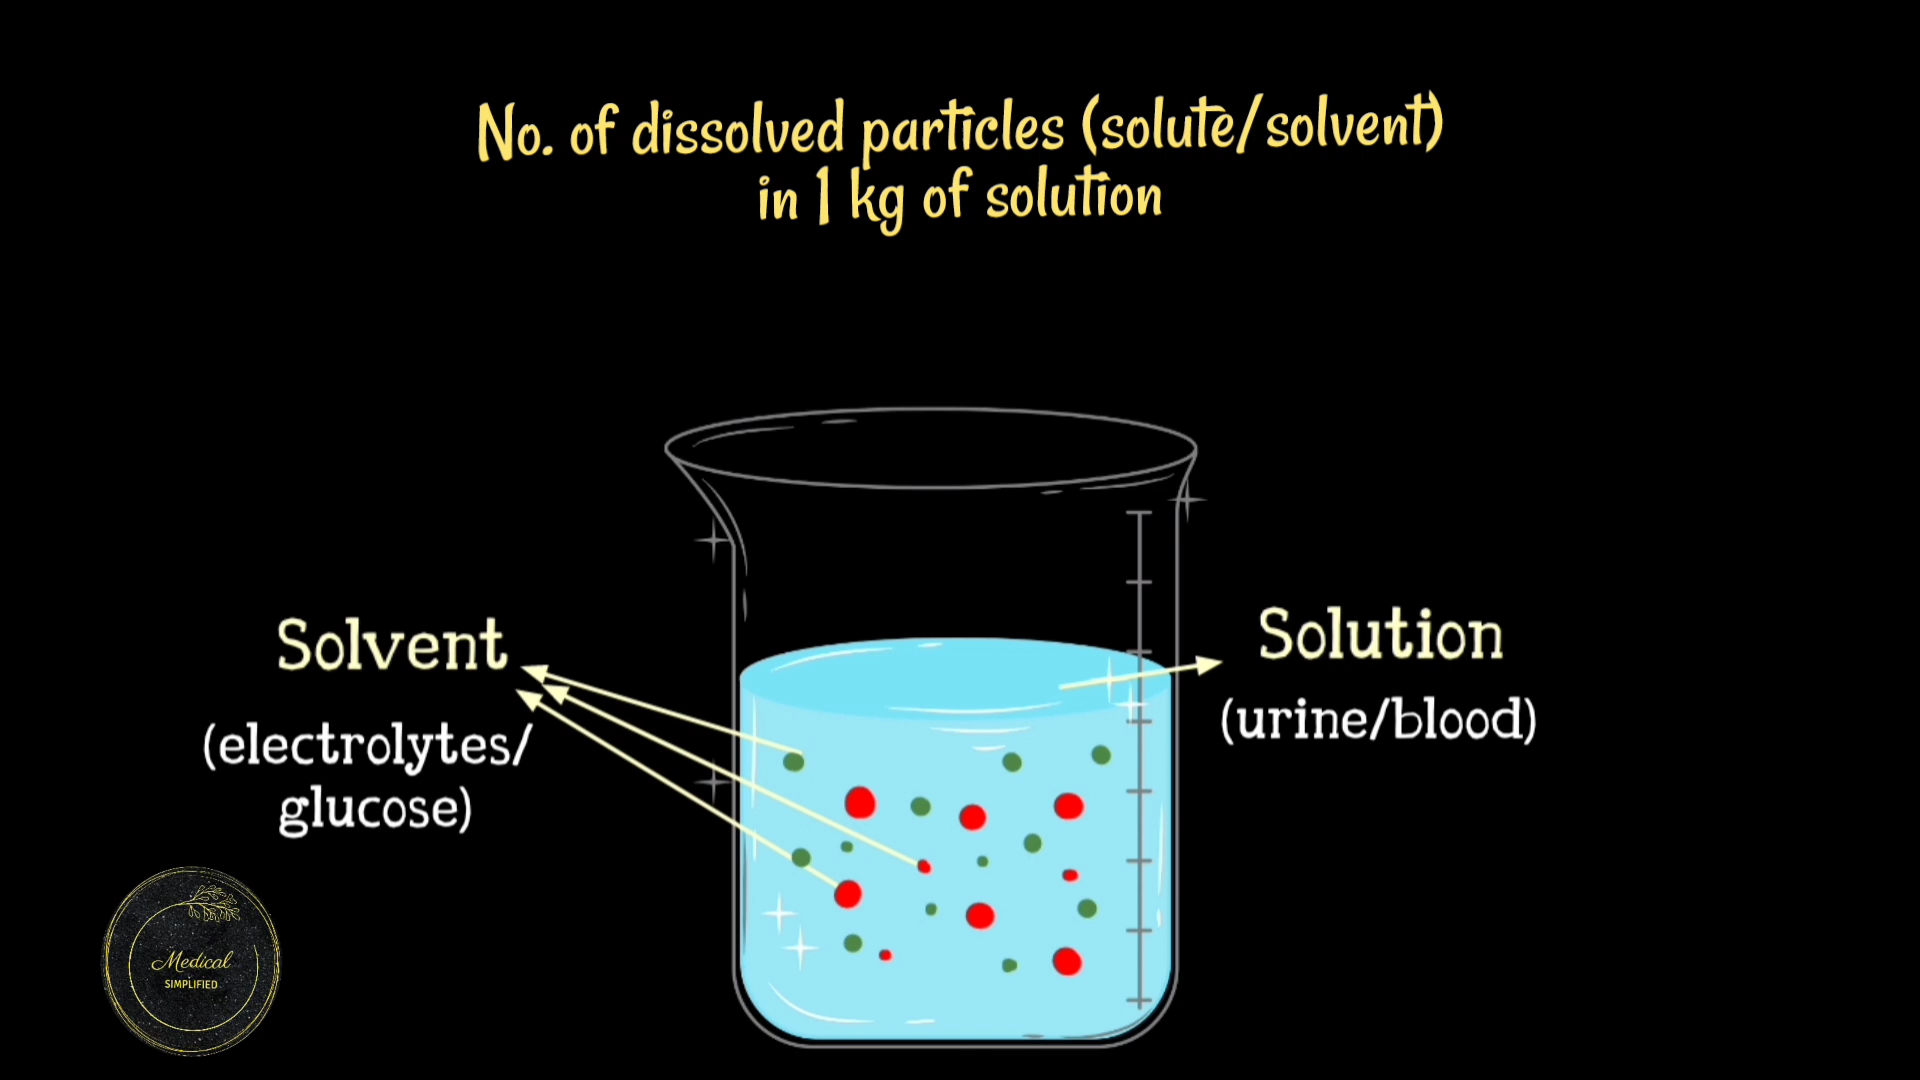 No. of dissolved particles (solute/solvent)
in 1 kg of solution
Solvent
(electrolytes/
glucose)
Solution
(urine/blood)
Medical
SIMPLIFIED